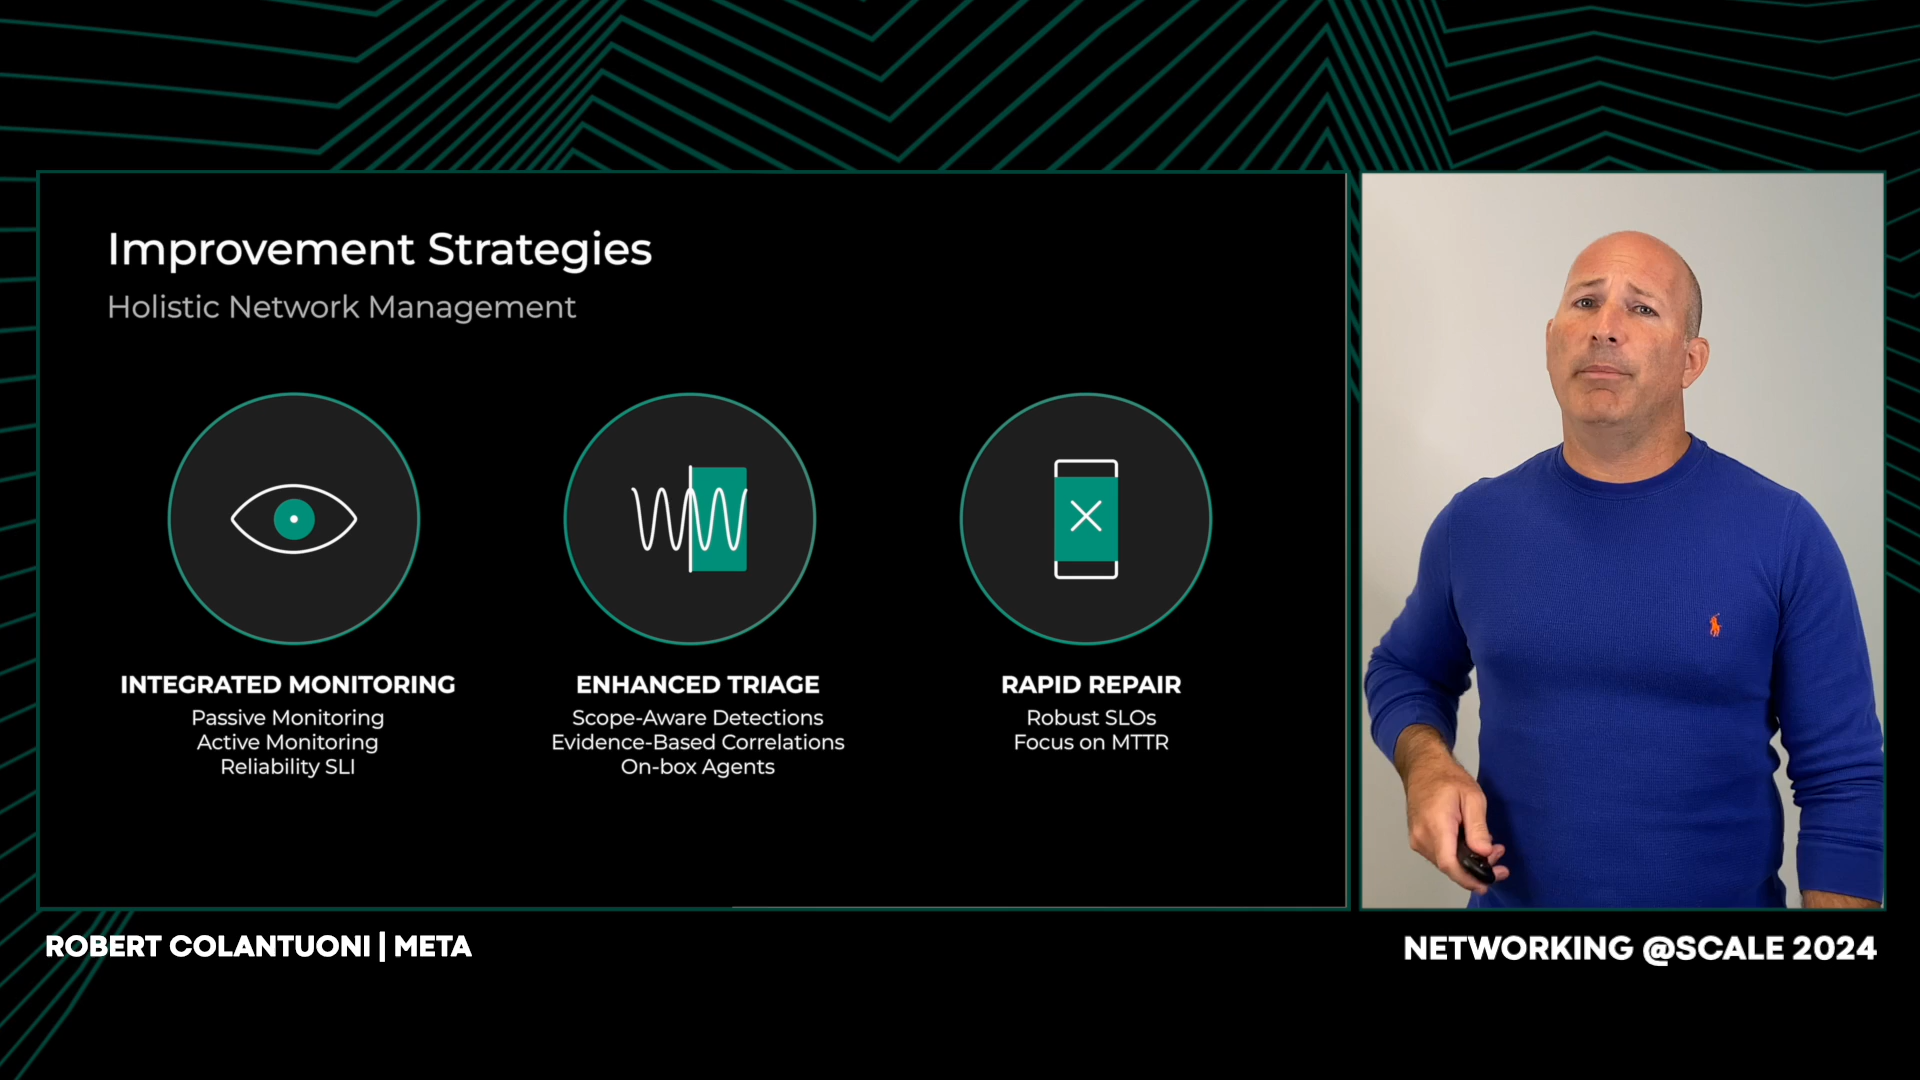 Improvement Strategies
Holistic Network Management
INTEGRATED MONITORING
Passive Monitoring
Active Monitoring
Reliability SLI
ENHANCED TRIAGE
Scope-Aware Detections
Evidence-Based Correlations
On-box Agents
RAPID REPAIR
Robust SLOs
Focus on MTTR
ROBERT COLANTUONI | META
NETWORKING @SCALE 2024